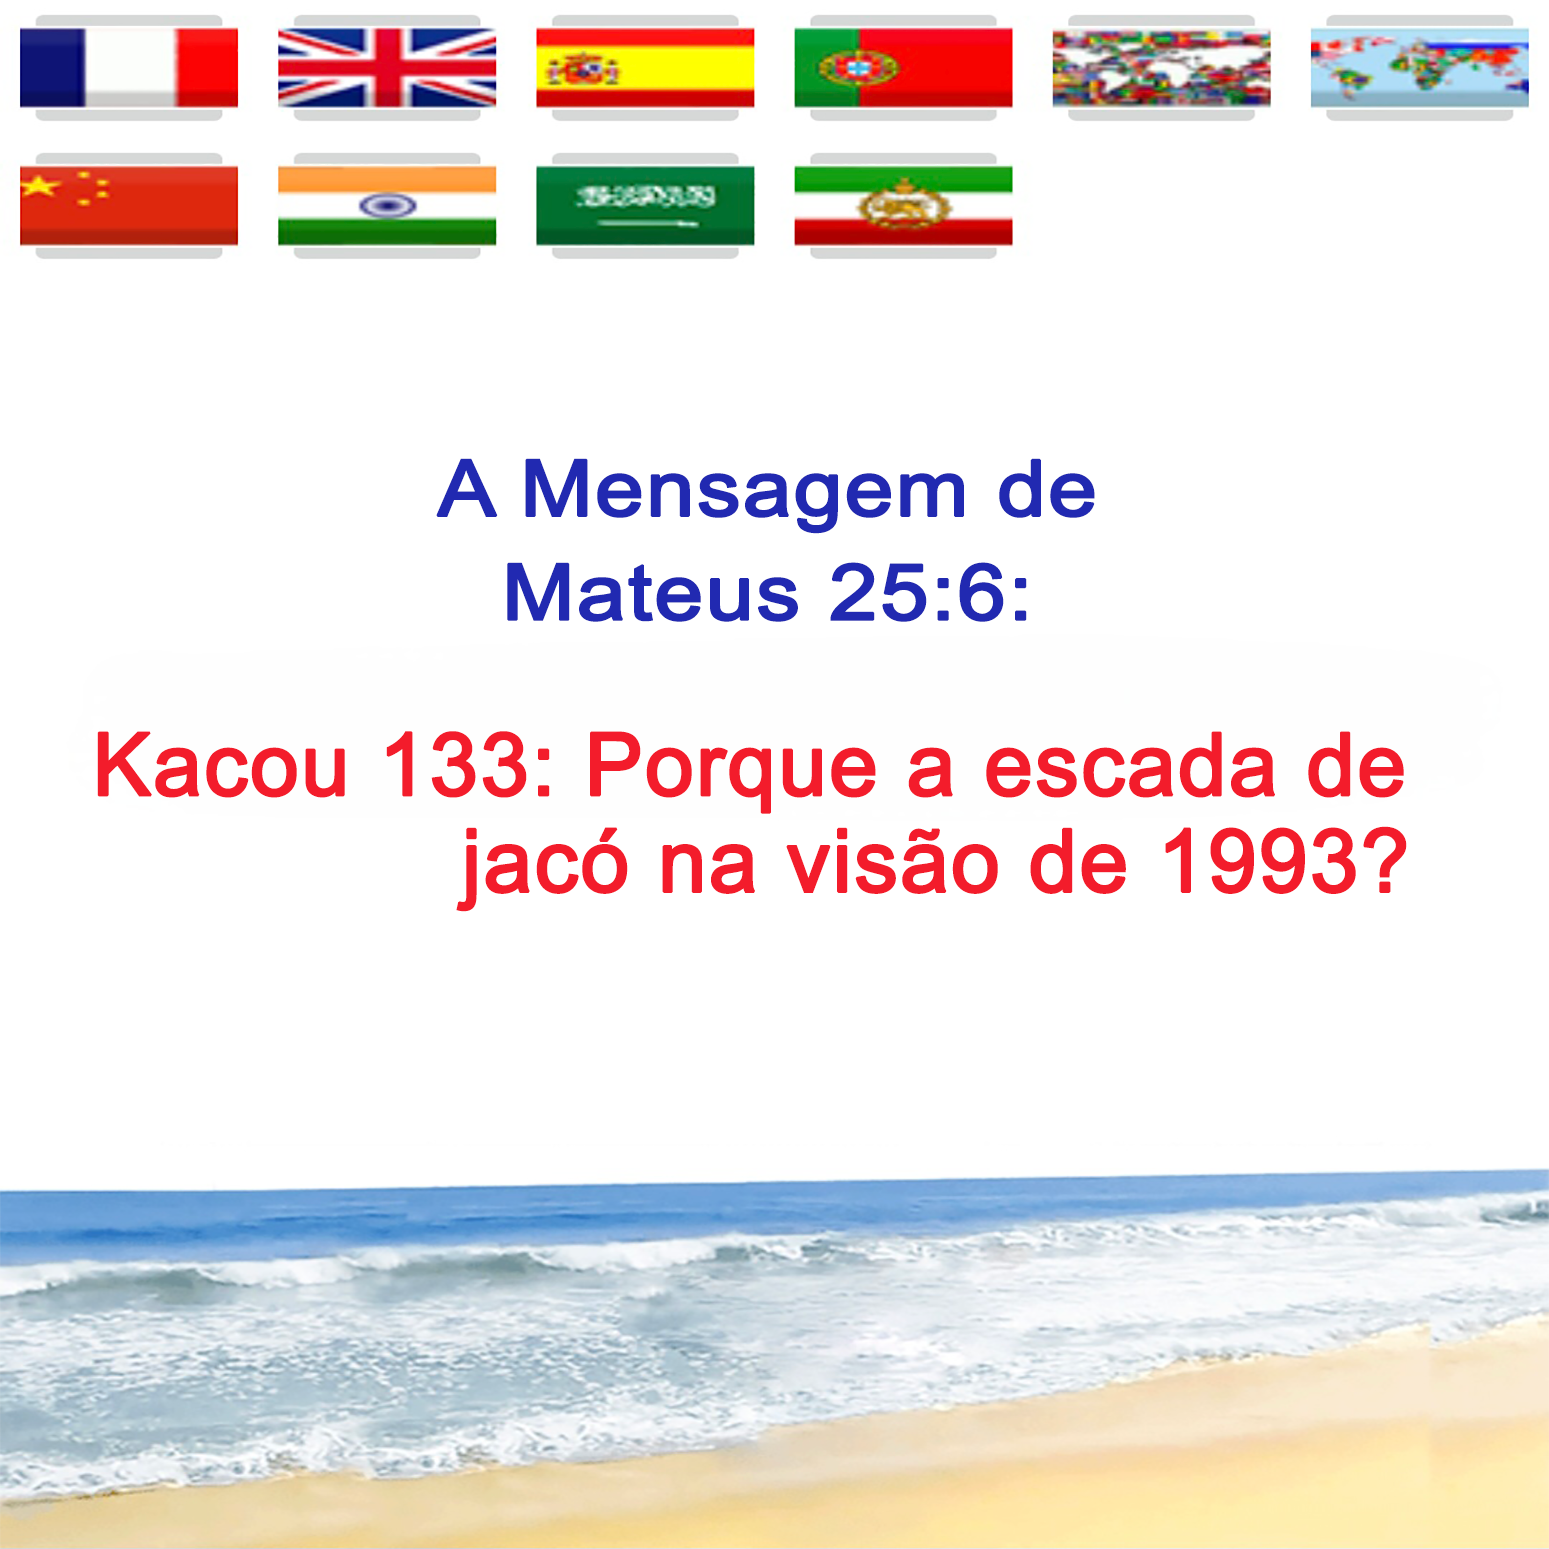 A Mensagem de
Mateus 25:6:
Kacou 133: Porque a escada de
jacó na visão de 1993?